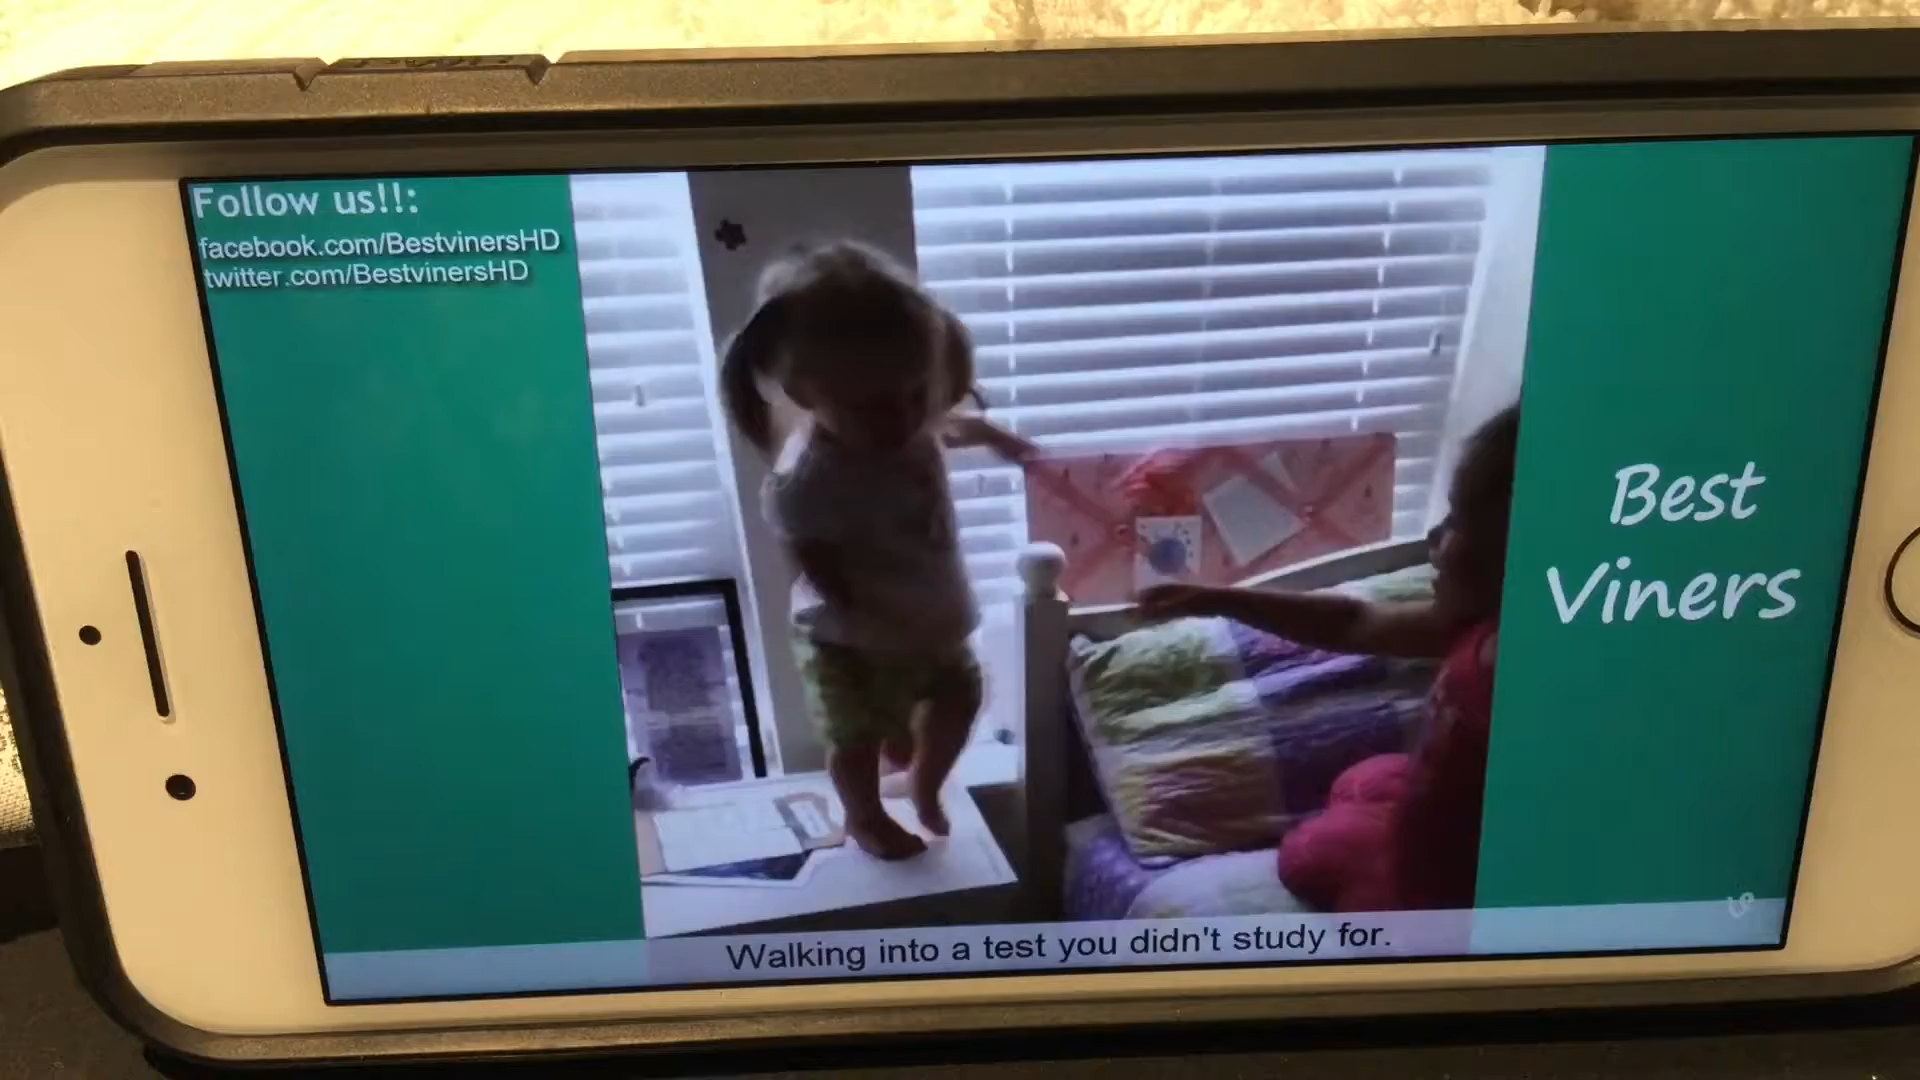 Follow us!!:
facebook.com/BestvinersHD
twitter.com/BestvinersHD
Best
Viners
Walking into a test you didn't study for.